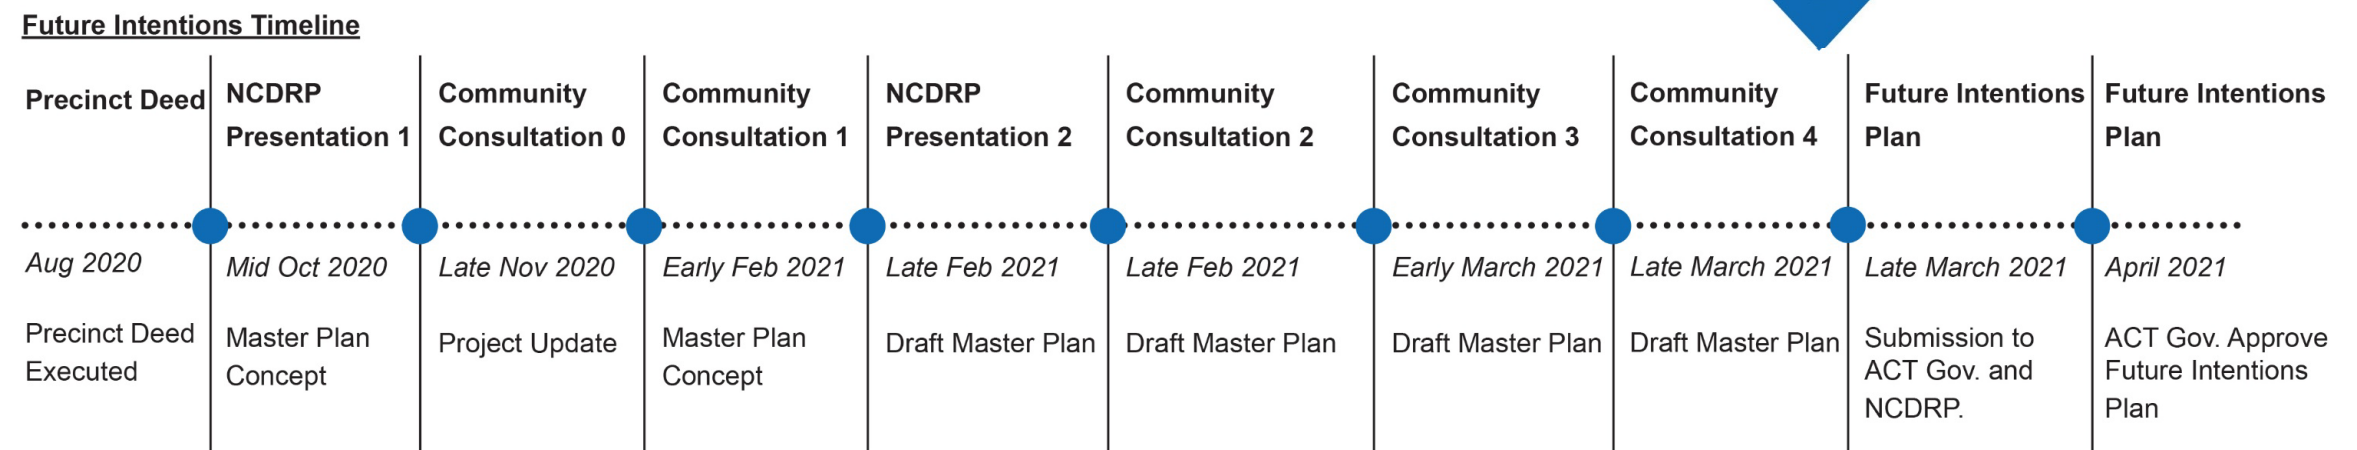 Future Intentions Timeline
Precinct Deed
Aug 2020
Precinct Deed
Executed
NCDRP
Presentation 1
Mid Oct 2020
Master Plan
Concept
Community
Consultation 0
Late Nov 2020
Project Update
Community
Consultation 1
Early Feb 2021
Master Plan
Concept
NCDRP
Presentation 2
Late Feb 2021
Draft Master Plan
Community
Consultation 2
Late Feb 2021
Draft Master Plan
Community
Consultation 3
Early March 2021
Draft Master Plan
Community
Consultation 4
Late March 2021
Draft Master Plan
Future Intentions
Plan
Late March 2021
Submission to
ACT Gov. and
NCDRP.
Future Intentions
Plan
April 2021
ACT Gov. Approve
Future Intentions
Plan